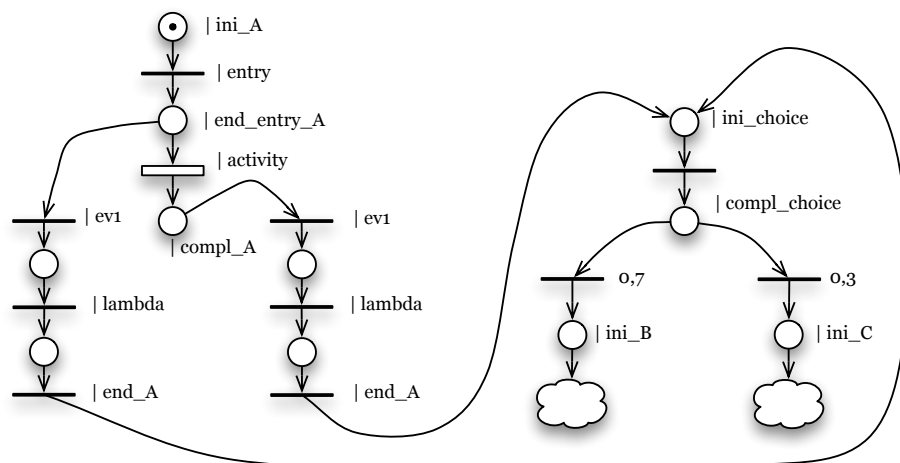 | ini_A
| entry
| end_entry_A
| activity
| ev1
| compl_A
| ev1
| lambda
| lambda
| end_A
| end_A
| ini_choice
| compl_choice
0,7
0,3
| ini_B
| ini_C